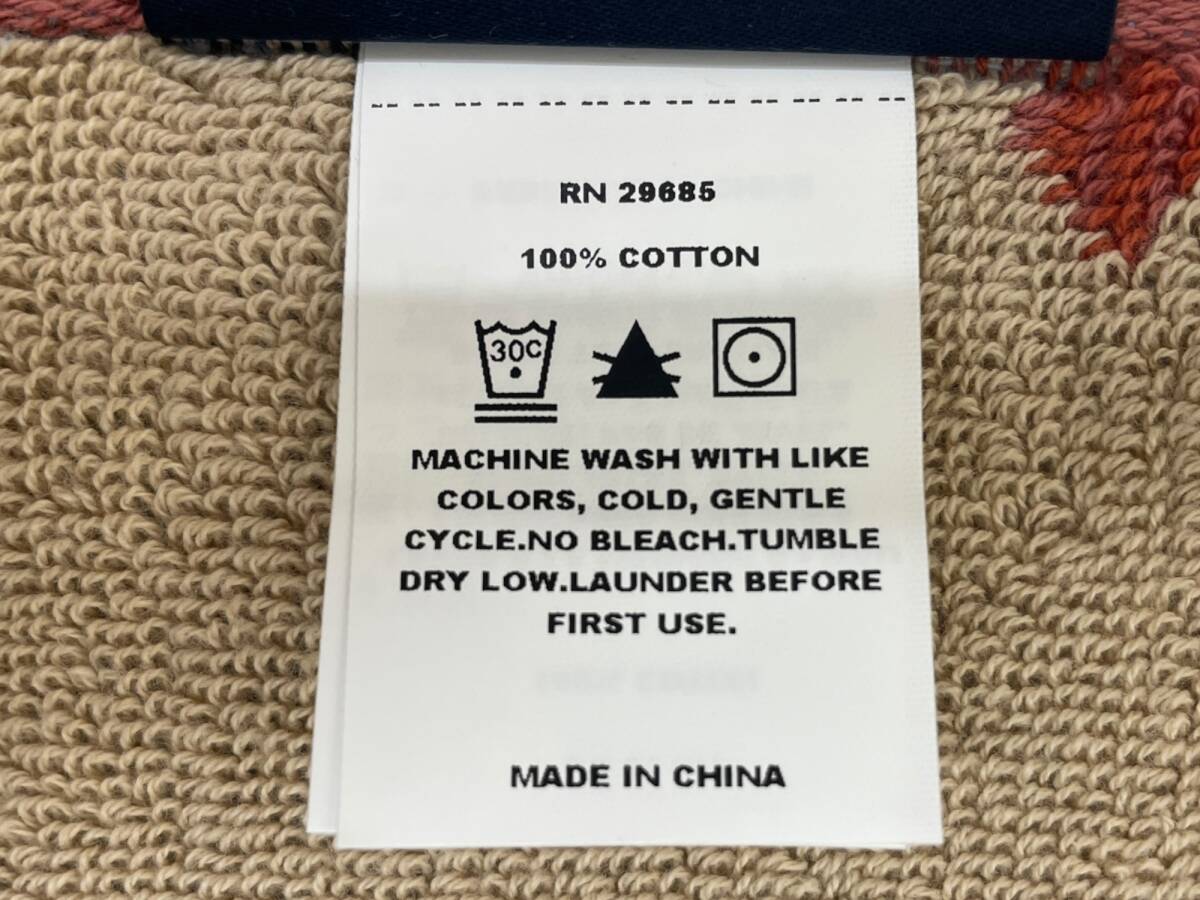 RN 29685
100% COTTON
30C
MACHINE WASH WITH LIKE
COLORS, COLD, GENTLE
CYCLE.NO BLEACH.TUMBLE
DRY LOW.LAUNDER BEFORE
FIRST USE.
MADE IN CHINA